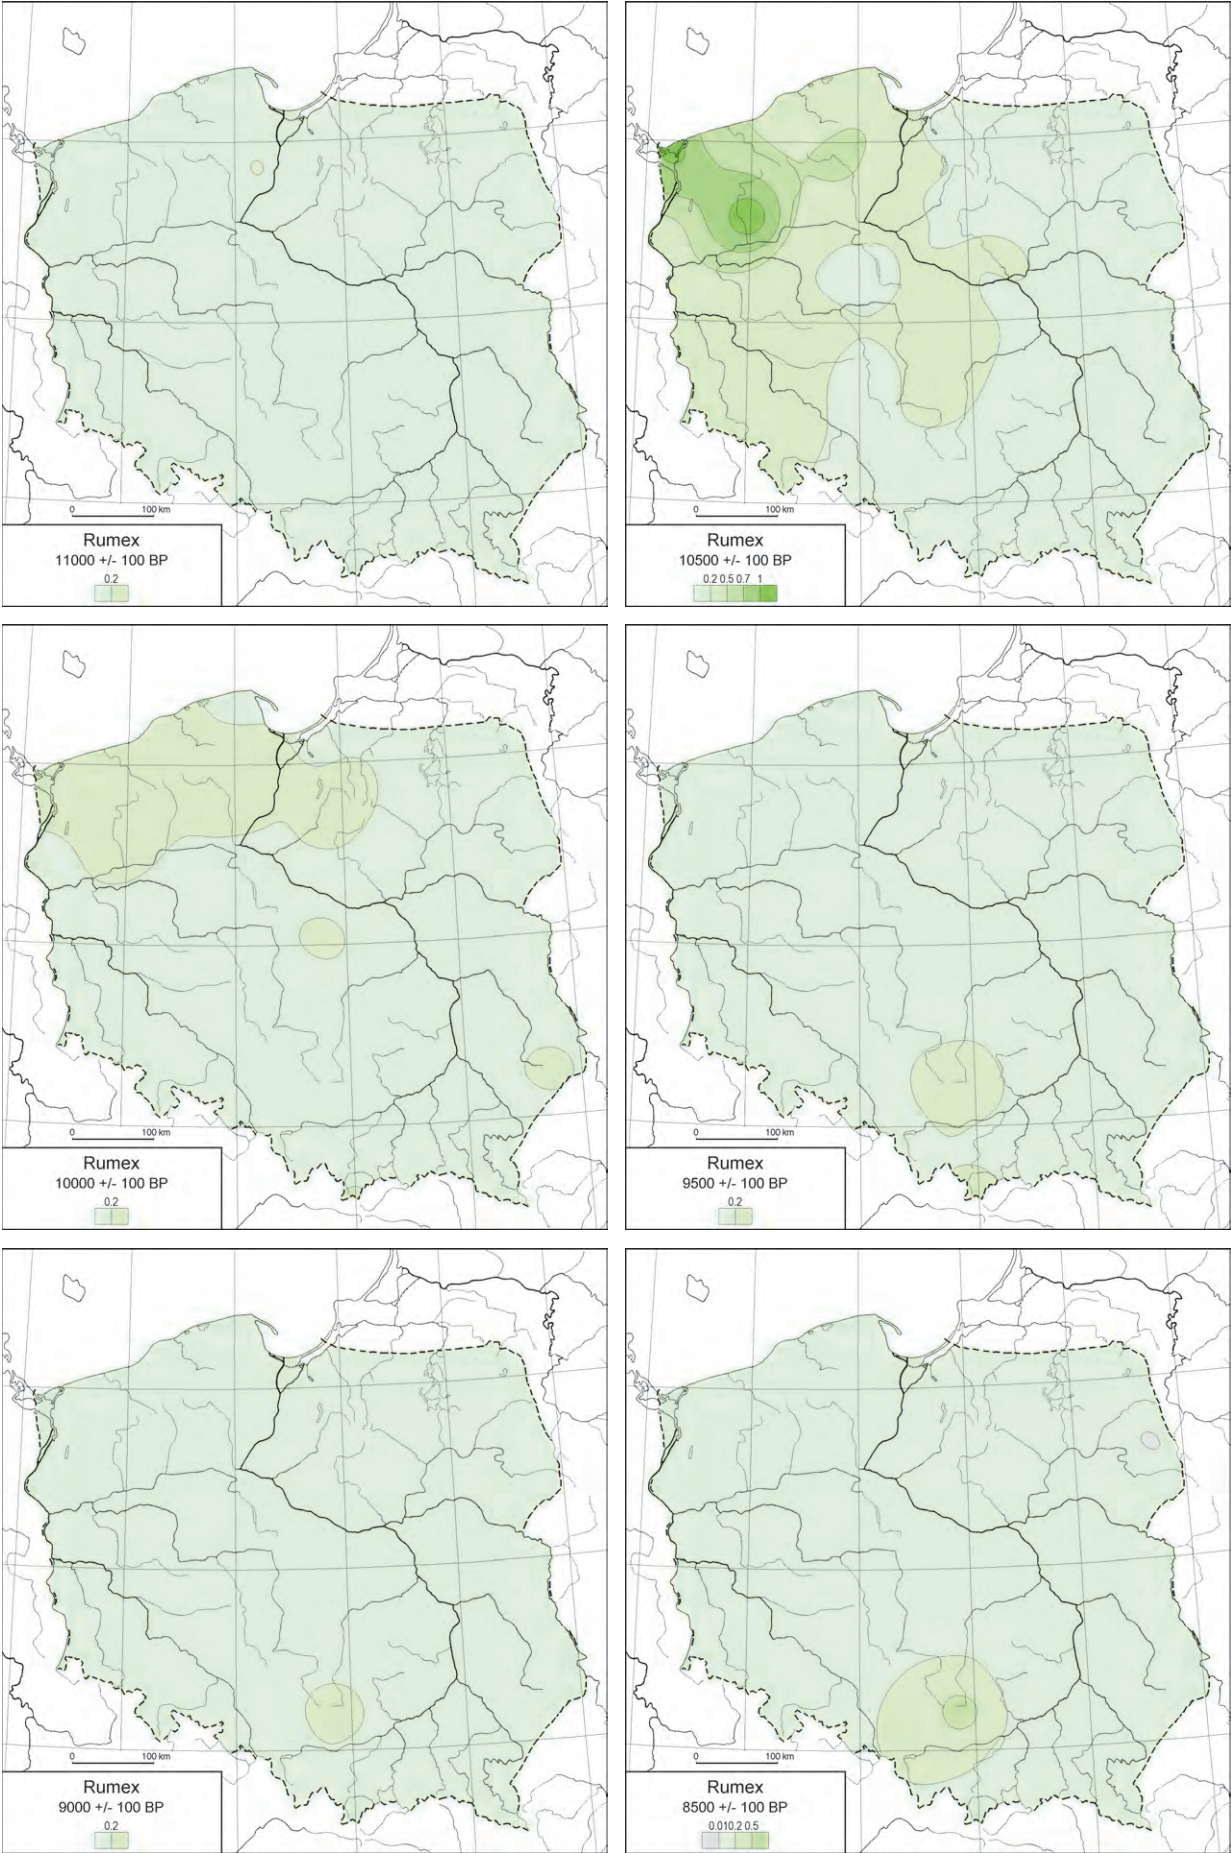 0 100 km
Rumex
11000 +/- 100 BP
0.2
0 100 km
Rumex
10500 +/- 100 BP
0.2 0.5 0.7 1
0 100 km
Rumex
10000 +/- 100 BP
0.2
0 100 km
Rumex
9500 +/- 100 BP
0.2
0 100 km
Rumex
9000 +/- 100 BP
0.2
0 100 km
Rumex
8500 +/- 100 BP
0.01 0.2 0.5